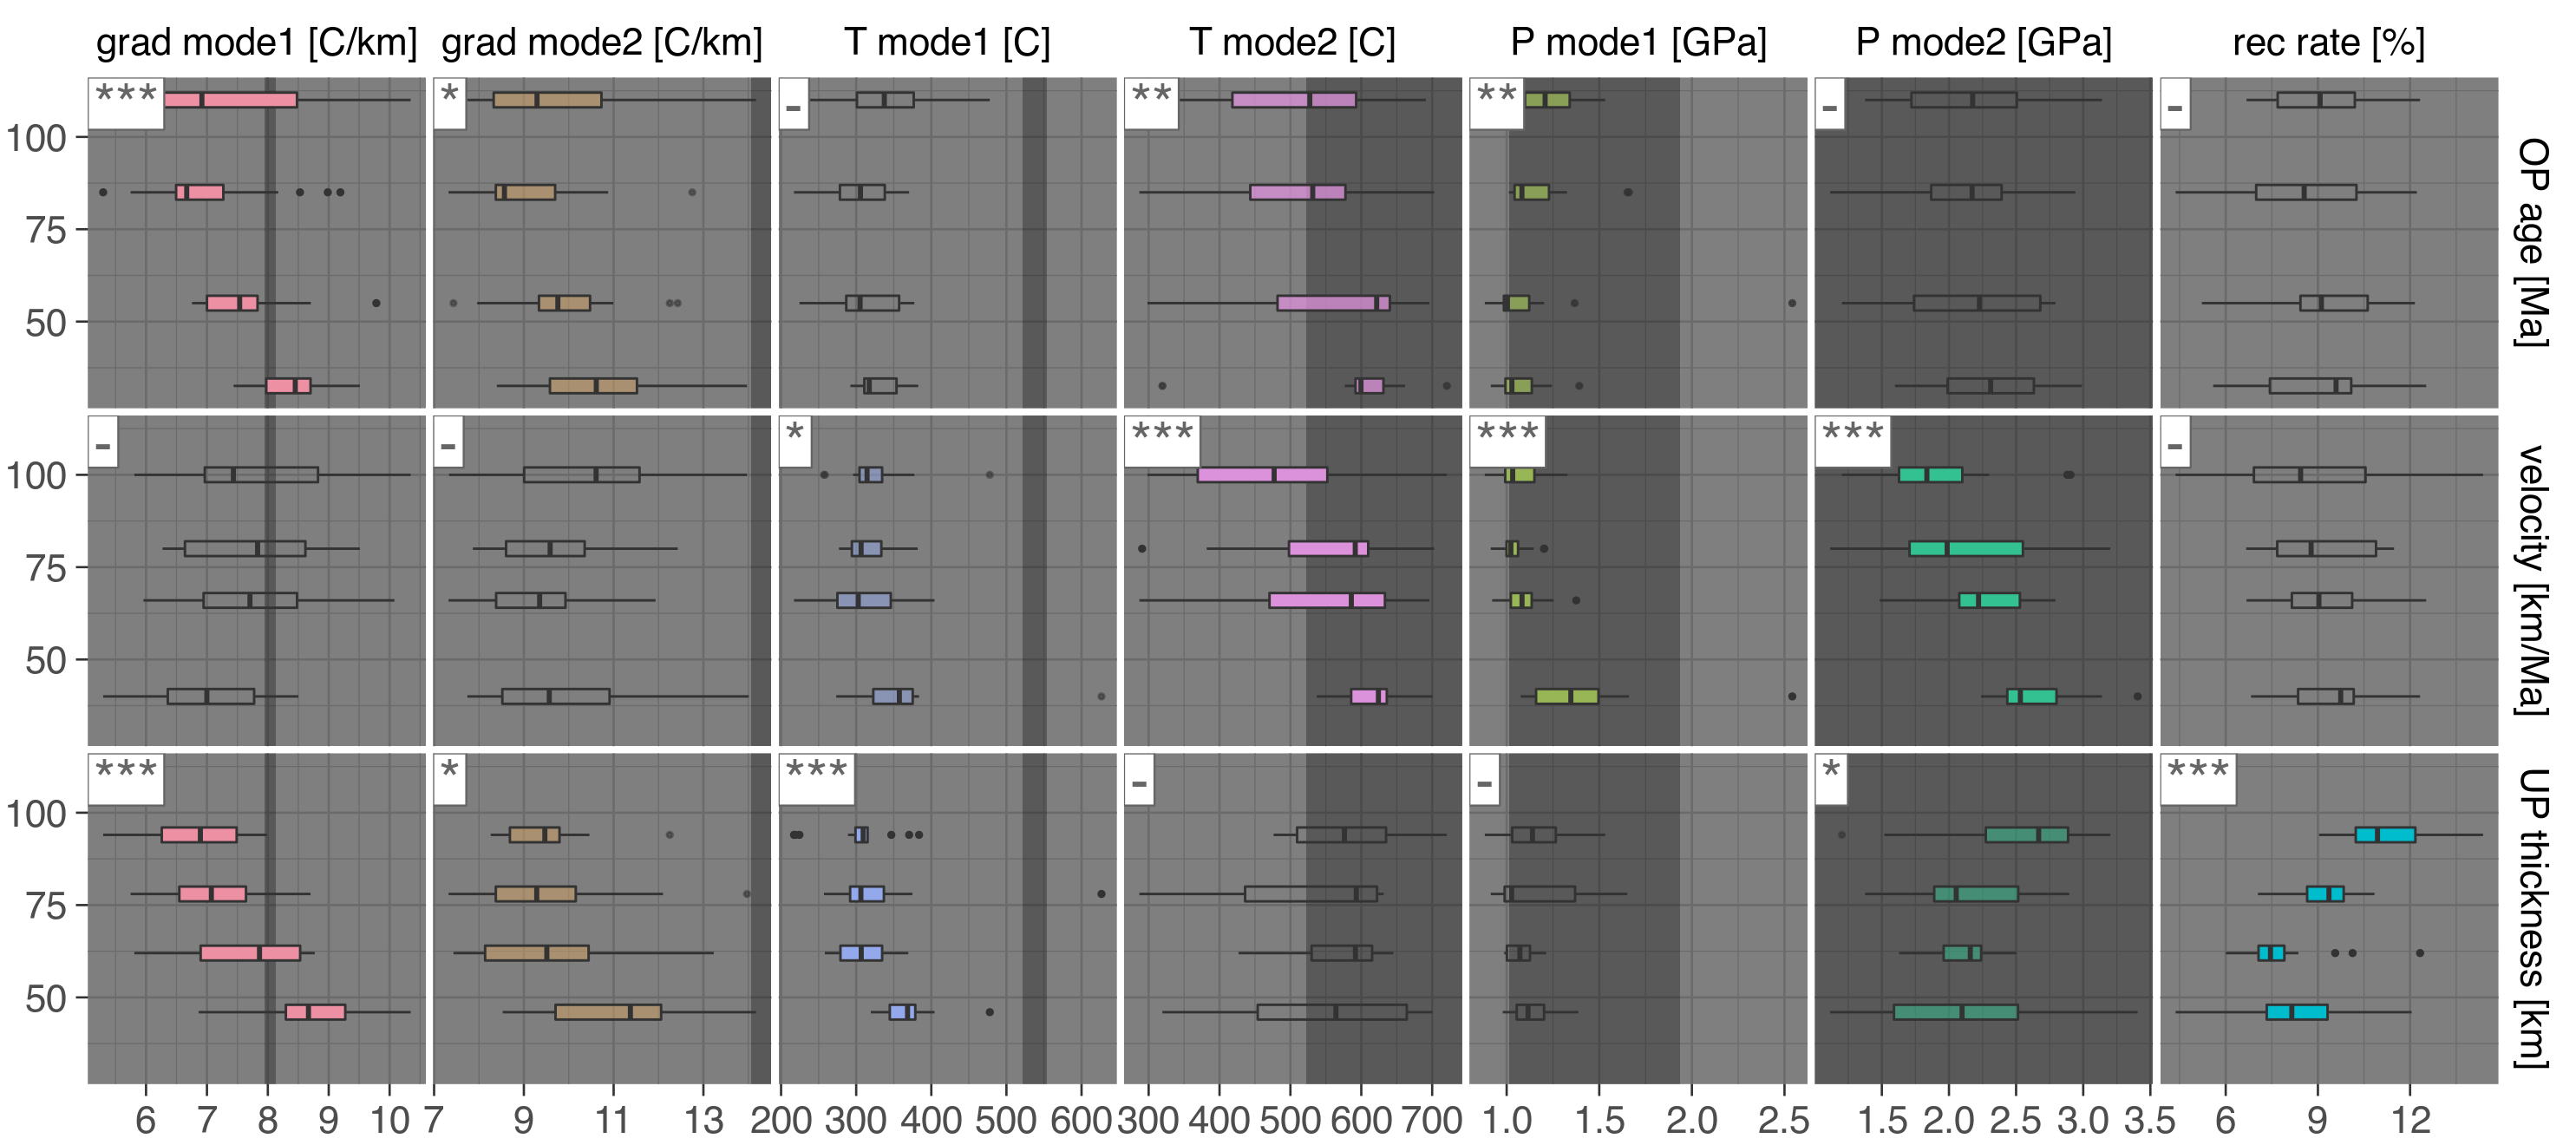 grad mode1 [C/km] grad mode2 [C/km] T mode1 [C] T mode2 [C] P mode1 [GPa] P mode2 [GPa] rec rate [%]
*** * - ** ** - -
100
75
50
OP age [Ma]
- - * *** *** *** -
100
75
50
velocity [km/Ma]
*** * *** - - * ***
100
75
50
UP thickness [km]
6 7 8 9 10 7 9 11 13 200 300 400 500 600 300 400 500 600 700 1.0 1.5 2.0 2.5 1.5 2.0 2.5 3.0 3.5 6 9 12